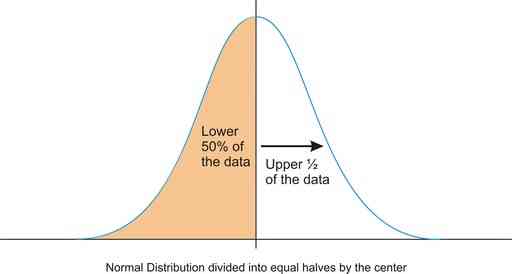 Lower
50% of
the data
Upper ½
of the data
Normal Distribution divided into equal halves by the center